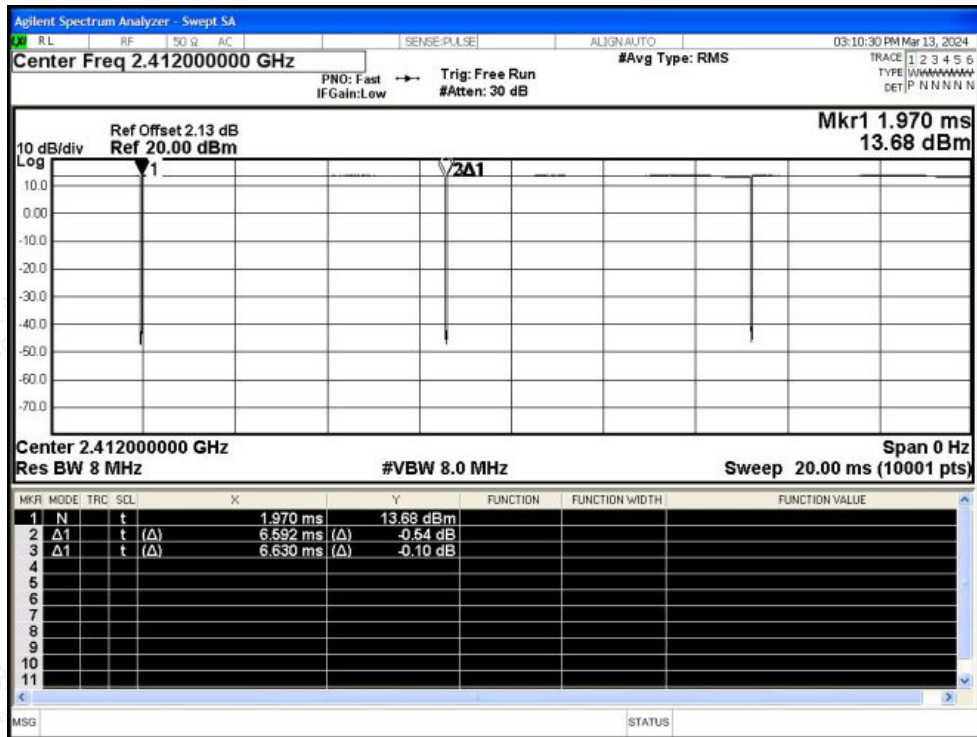 Agilent Spectrum Analyzer - Swept SA
RL RF 50 Ω AC SENSE:PULSE ALIGN AUTO 03:10:30 PM Mar 13, 2024
Center Freq 2.412000000 GHz
#Avg Type: RMS
TRACE 1 2 3 4 5 6
PNO: Fast Trig: Free Run
TYPE WWWWWW
IFGain:Low #Atten: 30 dB
DET P N N N N N
Mkr1 1.970 ms
Ref Offset 2.13 dB
10 dB/div Ref 20.00 dBm
13.68 dBm
Log
1
2Δ1
10.0
0.00
-10.0
-20.0
-30.0
-40.0
-50.0
-60.0
-70.0
Center 2.412000000 GHz Span 0 Hz
Res BW 8 MHz #VBW 8.0 MHz Sweep 20.00 ms (10001 pts)
MKR MODE TRC SCL X Y FUNCTION FUNCTION WIDTH FUNCTION VALUE
1 N t 1.970 ms 13.68 dBm
2 Δ1 t (Δ) 6.592 ms (Δ) -0.54 dB
3 Δ1 t (Δ) 6.630 ms (Δ) -0.10 dB
4
5
6
7
8
9
10
11
MSG STATUS